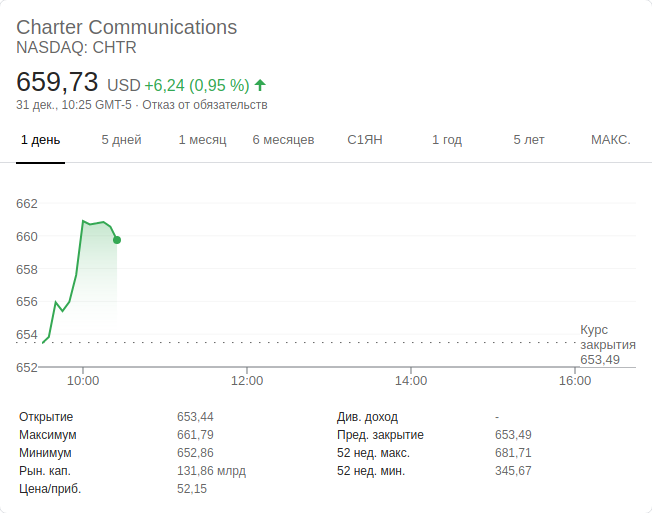 Charter Communications
NASDAQ: CHTR
659,73 USD +6,24 (0,95 %) ↑
31 дек., 10:25 GMT-5 · Отказ от обязательств
1 день 5 дней 1 месяц 6 месяцев С1ЯН 1 год 5 лет МАКС.
662
660
658
656
654
652
Курс
закрытия
653,49
10:00 12:00 14:00 16:00
Открытие 653,44 Див. доход -
Максимум 661,79 Пред. закрытие 653,49
Минимум 652,86 52 нед. макс. 681,71
Рын. кап. 131,86 млрд 52 нед. мин. 345,67
Цена/приб. 52,15